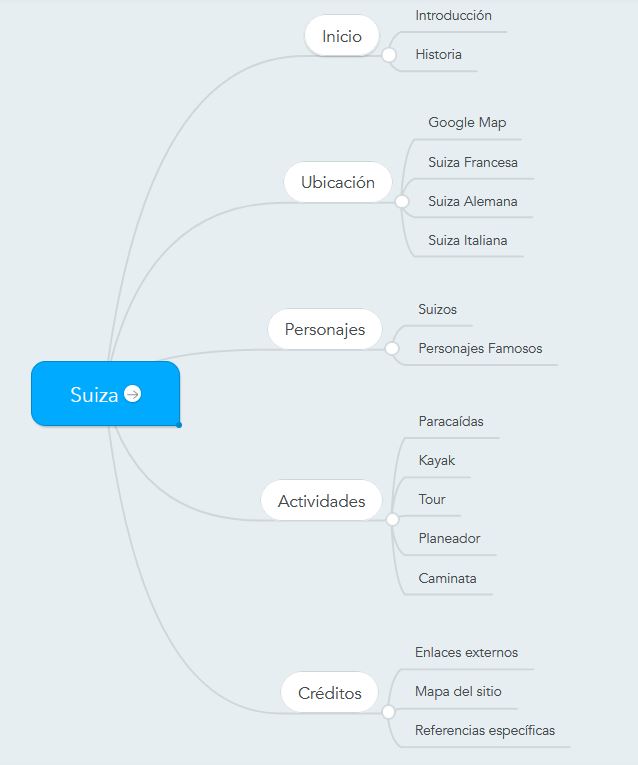 Inicio
Introducción
Historia
Ubicación
Google Map
Suiza Francesa
Suiza Alemana
Suiza Italiana
Personajes
Suizos
Personajes Famosos
Suiza
Actividades
Paracaídas
Kayak
Tour
Planeador
Caminata
Créditos
Enlaces externos
Mapa del sitio
Referencias específicas